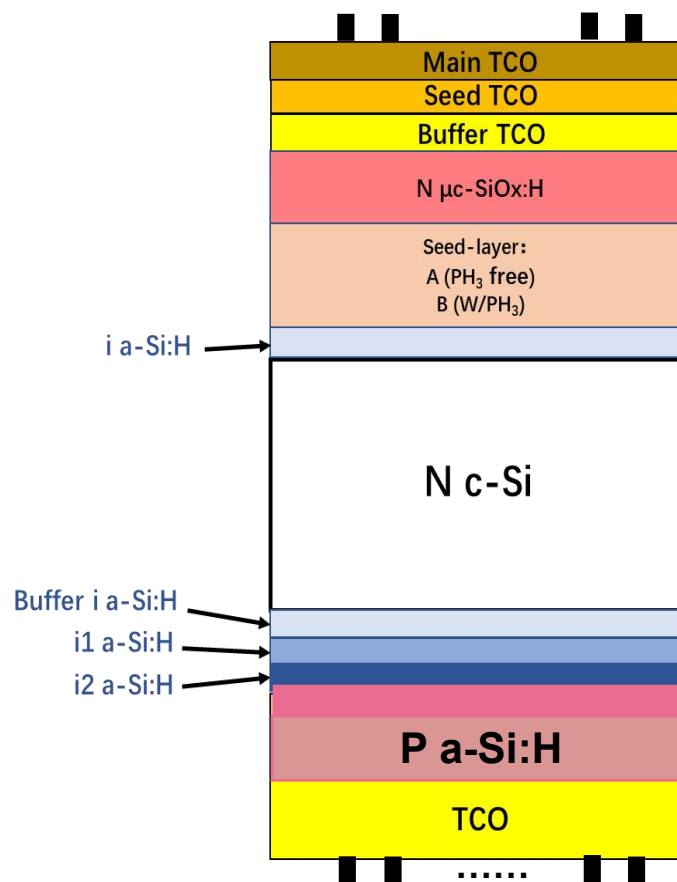 Main TCO
Seed TCO
Buffer TCO
N μc-SiOx:H
Seed-layer:
A (PH₃ free)
B (W/PH₃)
i a-Si:H
N c-Si
Buffer i a-Si:H
i1 a-Si:H
i2 a-Si:H
P a-Si:H
TCO
......